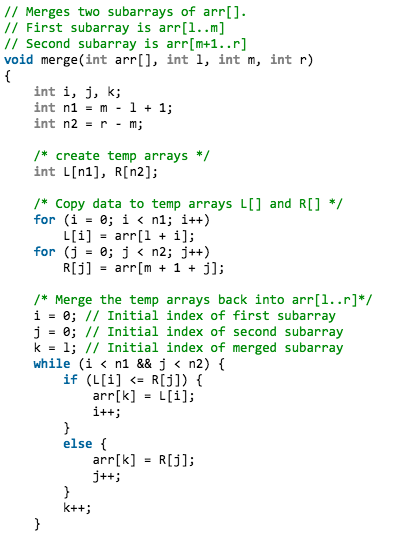 // Merges two subarrays of arr[].
// First subarray is arr[l..m]
// Second subarray is arr[m+1..r]
void merge(int arr[], int l, int m, int r)
{
    int i, j, k;
    int n1 = m - l + 1;
    int n2 = r - m;

    /* create temp arrays */
    int L[n1], R[n2];

    /* Copy data to temp arrays L[] and R[] */
    for (i = 0; i < n1; i++)
        L[i] = arr[l + i];
    for (j = 0; j < n2; j++)
        R[j] = arr[m + 1 + j];

    /* Merge the temp arrays back into arr[l..r]*/
    i = 0; // Initial index of first subarray
    j = 0; // Initial index of second subarray
    k = l; // Initial index of merged subarray
    while (i < n1 && j < n2) {
        if (L[i] <= R[j]) {
            arr[k] = L[i];
            i++;
        }
        else {
            arr[k] = R[j];
            j++;
        }
        k++;
    }